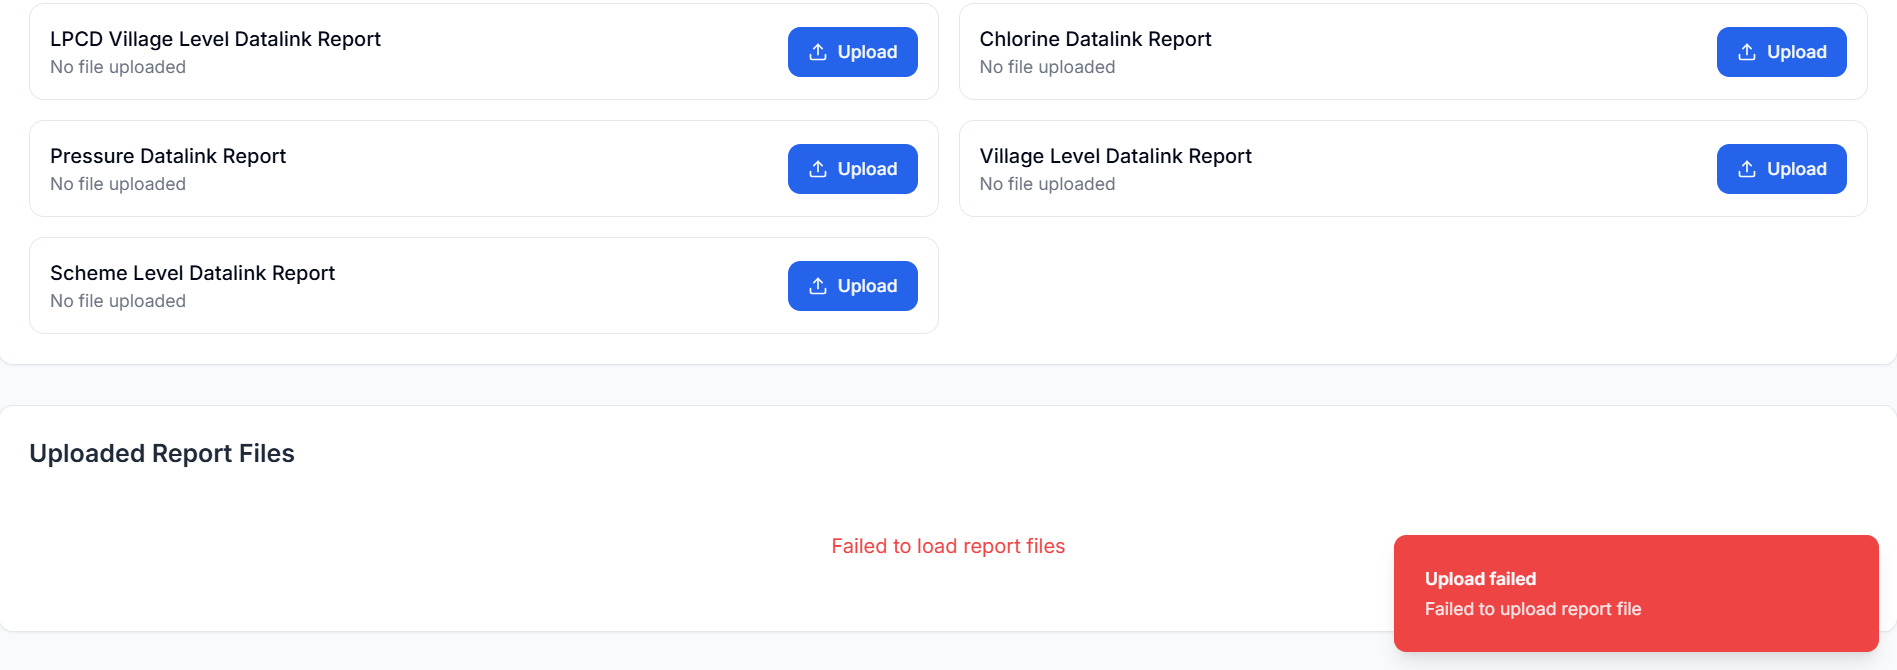 LPCD Village Level Datalink Report
No file uploaded
Upload
Chlorine Datalink Report
No file uploaded
Upload
Pressure Datalink Report
No file uploaded
Upload
Village Level Datalink Report
No file uploaded
Upload
Scheme Level Datalink Report
No file uploaded
Upload
Uploaded Report Files
Failed to load report files
Upload failed
Failed to upload report file